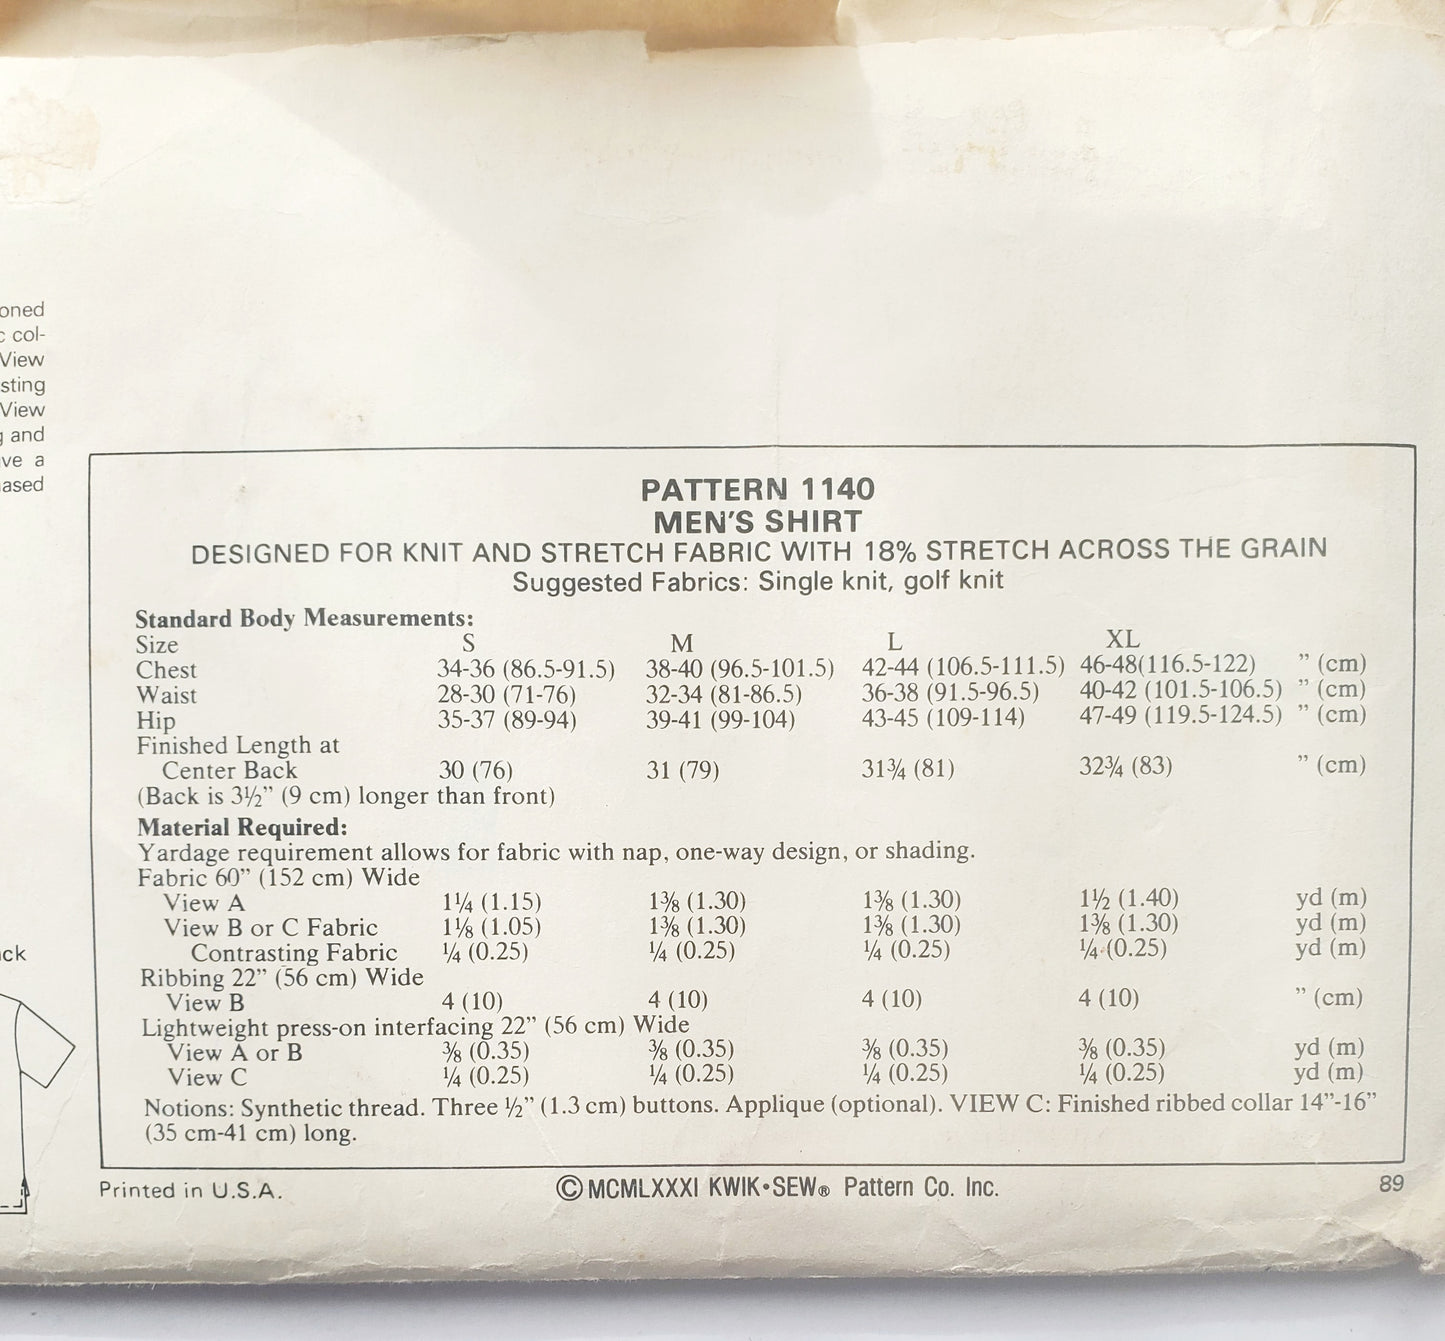 oned
c col-
View
sting
View
g and
ve a
ased
ck
PATTERN 1140
MEN'S SHIRT
DESIGNED FOR KNIT AND STRETCH FABRIC WITH 18% STRETCH ACROSS THE GRAIN
Suggested Fabrics: Single knit, golf knit
Standard Body Measurements:
Size S M L XL
Chest 34-36 (86.5-91.5) 38-40 (96.5-101.5) 42-44 (106.5-111.5) 46-48(116.5-122) ” (cm)
Waist 28-30 (71-76) 32-34 (81-86.5) 36-38 (91.5-96.5) 40-42 (101.5-106.5) ” (cm)
Hip 35-37 (89-94) 39-41 (99-104) 43-45 (109-114) 47-49 (119.5-124.5) ” (cm)
Finished Length at
Center Back 30 (76) 31 (79) 31¾ (81) 32¾ (83) ” (cm)
(Back is 3½” (9 cm) longer than front)
Material Required:
Yardage requirement allows for fabric with nap, one-way design, or shading.
Fabric 60” (152 cm) Wide
View A 1¼ (1.15) 1⅜ (1.30) 1⅜ (1.30) 1½ (1.40) yd (m)
View B or C Fabric 1⅛ (1.05) 1⅜ (1.30) 1⅜ (1.30) 1⅜ (1.30) yd (m)
Contrasting Fabric ¼ (0.25) ¼ (0.25) ¼ (0.25) ¼ (0.25) yd (m)
Ribbing 22” (56 cm) Wide
View B 4 (10) 4 (10) 4 (10) 4 (10) ” (cm)
Lightweight press-on interfacing 22” (56 cm) Wide
View A or B ⅜ (0.35) ⅜ (0.35) ⅜ (0.35) ⅜ (0.35) yd (m)
View C ¼ (0.25) ¼ (0.25) ¼ (0.25) ¼ (0.25) yd (m)
Notions: Synthetic thread. Three ½” (1.3 cm) buttons. Applique (optional). VIEW C: Finished ribbed collar 14”-16”
(35 cm-41 cm) long.
Printed in U.S.A. © MCMLXXXI KWIK•SEW® Pattern Co. Inc. 89